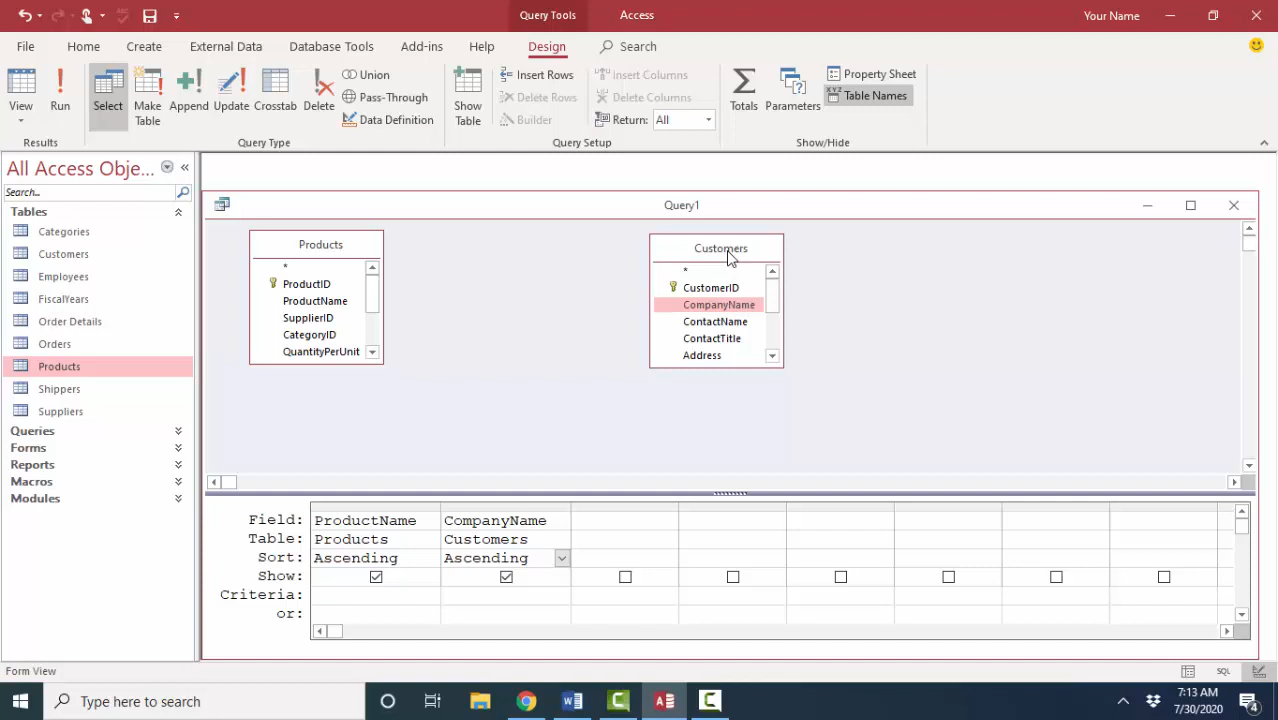 Query Tools
Access
Your Name
File
Home
Create
External Data
Database Tools
Add-ins
Help
Design
Search
View
Run
Select
Make Table
Append
Update
Crosstab
Delete
Union
Pass-Through
Data Definition
Show Table
Insert Rows
Delete Rows
Builder
Insert Columns
Delete Columns
Return: All
Totals
Parameters
Property Sheet
XYZ
Table Names
Results
Query Type
Query Setup
Show/Hide
All Access Obje...
Search...
Tables
Categories
Customers
Employees
FiscalYears
Order Details
Orders
Products
Shippers
Suppliers
Queries
Forms
Reports
Macros
Modules
Query1
Products
*
ProductID
ProductName
SupplierID
CategoryID
QuantityPerUnit
Customers
*
CustomerID
CompanyName
ContactName
ContactTitle
Address
Field: ProductName CompanyName
Table: Products Customers
Sort: Ascending Ascending
Show:
Criteria:
or:
Form View
SQL
Type here to search
7:13 AM
7/30/2020
4